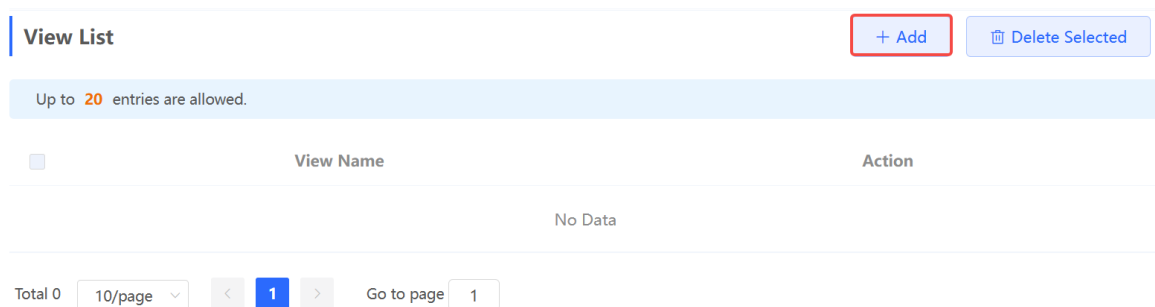 View List
+ Add
Delete Selected
Up to 20 entries are allowed.
View Name
Action
No Data
Total 0
10/page
<
1
>
Go to page
1